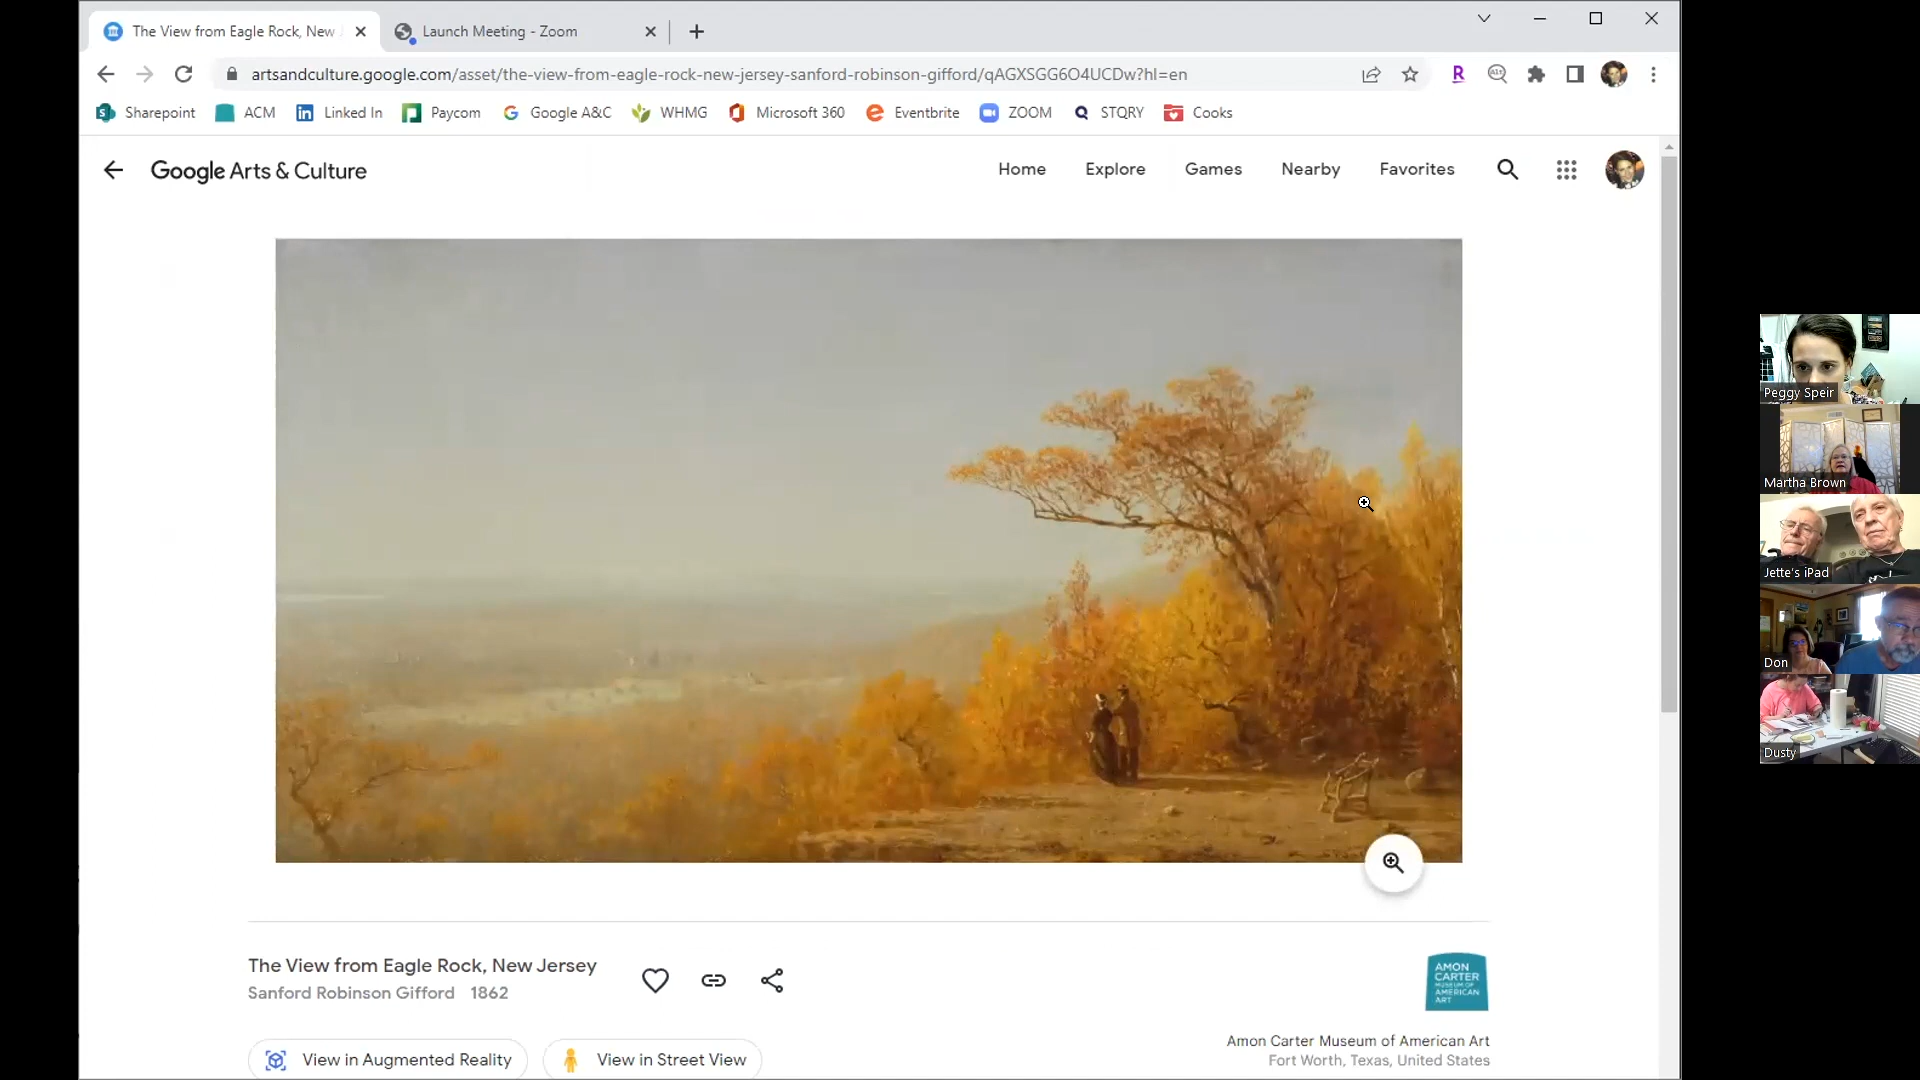 The View from Eagle Rock, New J
Launch Meeting - Zoom
artsandculture.google.com/asset/the-view-from-eagle-rock-new-jersey-sanford-robinson-gifford/qAGXSGG6O4UCDw?hl=en
Sharepoint ACM Linked In Paycom Google A&C WHMG Microsoft 360 Eventbrite ZOOM STQRY Cooks
Google Arts & Culture
Home Explore Games Nearby Favorites
Peggy Speir
Martha Brown
Jette's iPad
Don
Dusty
The View from Eagle Rock, New Jersey
Sanford Robinson Gifford 1862
AMON
CARTER
MUSEUM OF
AMERICAN
ART
Amon Carter Museum of American Art
Fort Worth, Texas, United States
View in Augmented Reality
View in Street View